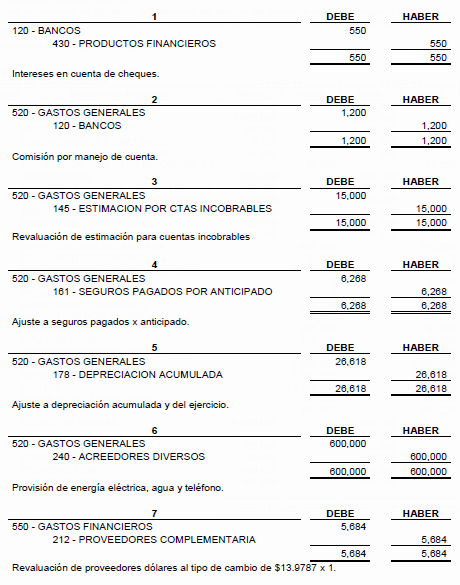 1 DEBE HABER
120 - BANCOS 550
430 - PRODUCTOS FINANCIEROS 550
550 550
Intereses en cuenta de cheques.
2 DEBE HABER
520 - GASTOS GENERALES 1,200
120 - BANCOS 1,200
1,200 1,200
Comisión por manejo de cuenta.
3 DEBE HABER
520 - GASTOS GENERALES 15,000
145 - ESTIMACION POR CTAS INCOBRABLES 15,000
15,000 15,000
Revaluación de estimación para cuentas incobrables
4 DEBE HABER
520 - GASTOS GENERALES 6,268
161 - SEGUROS PAGADOS POR ANTICIPADO 6,268
6,268 6,268
Ajuste a seguros pagados x anticipado.
5 DEBE HABER
520 - GASTOS GENERALES 26,618
178 - DEPRECIACION ACUMULADA 26,618
26,618 26,618
Ajuste a depreciación acumulada y del ejercicio.
6 DEBE HABER
520 - GASTOS GENERALES 600,000
240 - ACREEDORES DIVERSOS 600,000
600,000 600,000
Provisión de energía eléctrica, agua y teléfono.
7 DEBE HABER
550 - GASTOS FINANCIEROS 5,684
212 - PROVEEDORES COMPLEMENTARIA 5,684
5,684 5,684
Revaluación de proveedores dólares al tipo de cambio de $13.9787 x 1.